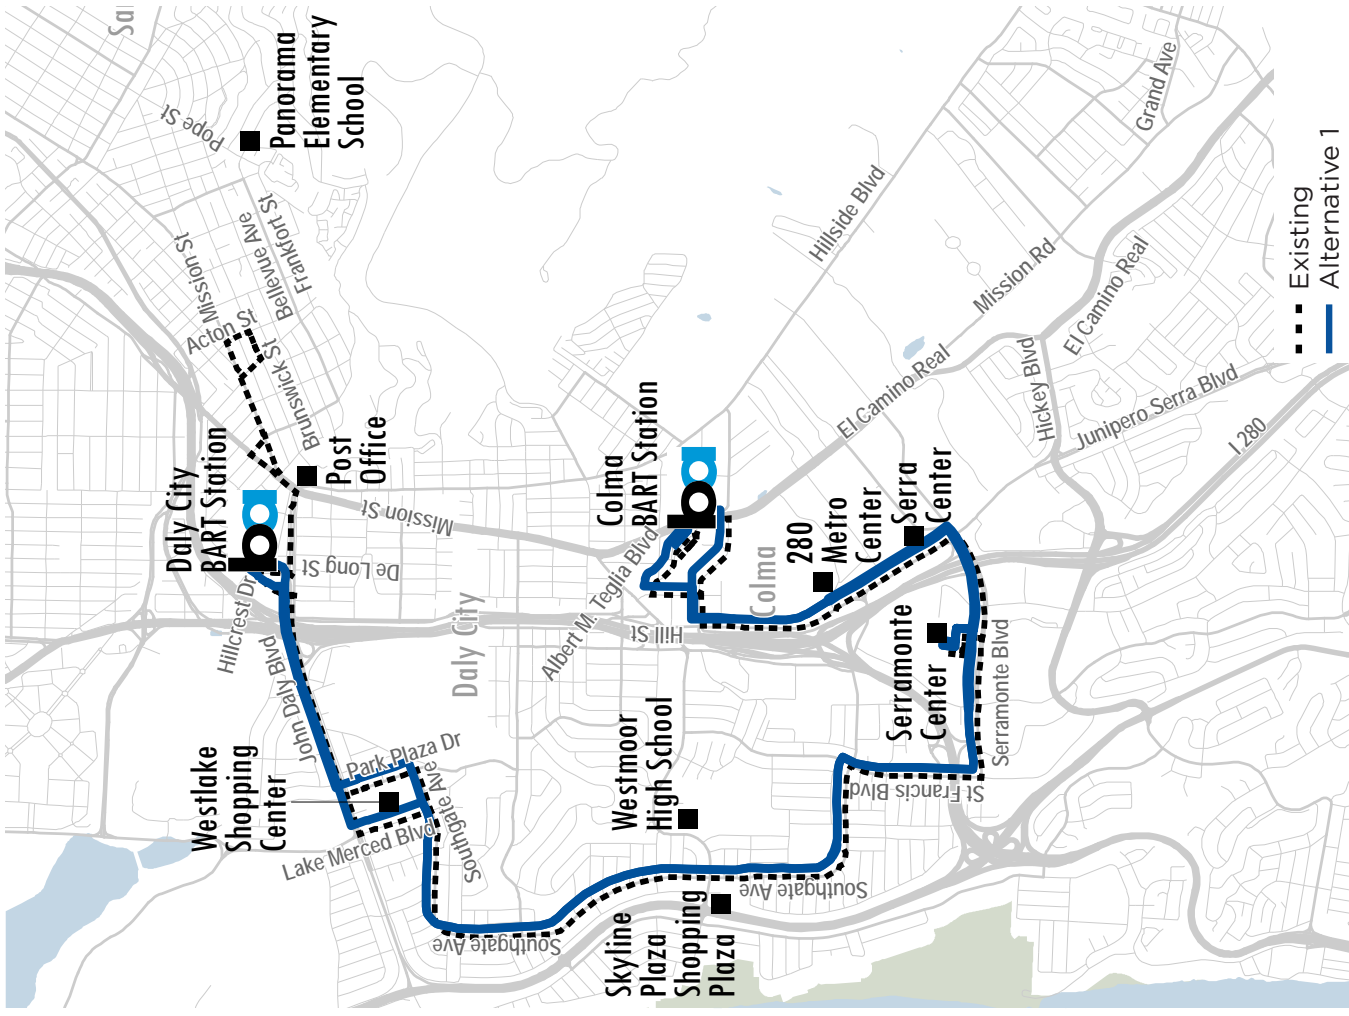 Sa
Pope St
Panorama
Elementary
School
Mission St
Bellevue Ave
Frankfort St
Acton St
Brunswick St
Post
Office
Daly City
BART Station
Mission St
De Long St
Hillcrest Dr
John Daly Blvd
Daly City
Westlake
Shopping
Center
Park Plaza Dr
Lake Merced Blvd
Southgate Ave
Southgate Ave
Colma
BART Station
Albert M. Teglia Blvd
Hill St
Colma
Hillside Blvd
Mission Rd
Grand Ave
El Camino Real
El Camino Real
Hickey Blvd
Junipero Serra Blvd
I 280
280
Metro
Center
Serra
Center
Serramonte
Center
Serramonte Blvd
Westmoor
High School
St Francis Blvd
Southgate Ave
Skyline
Plaza
Shopping
Plaza
Existing
Alternative 1